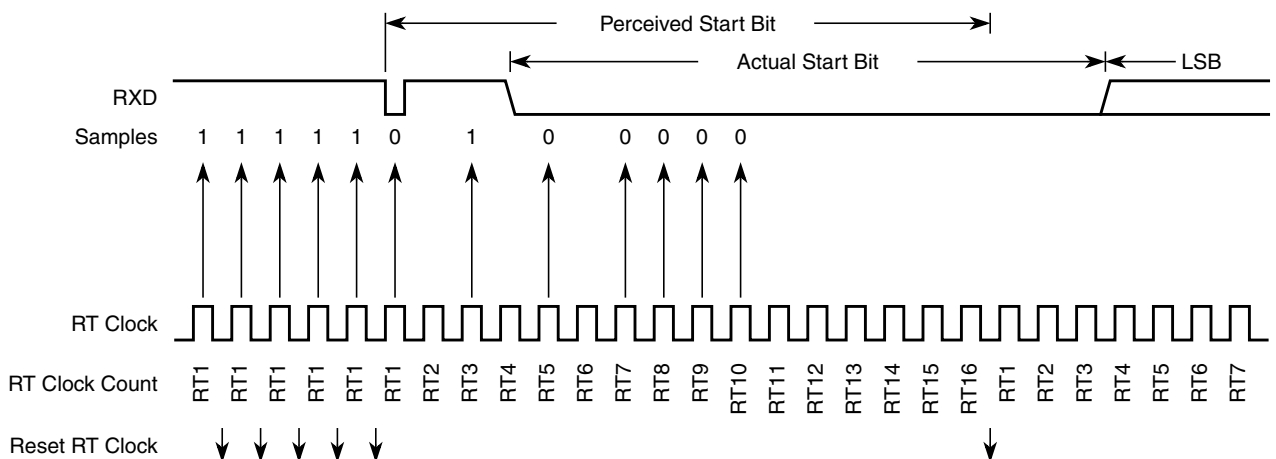 Perceived Start Bit
Actual Start Bit LSB
RXD
Samples 1 1 1 1 1 0 1 0 0 0 0 0
RT Clock
RT Clock Count RT1 RT1 RT1 RT1 RT1 RT1 RT2 RT3 RT4 RT5 RT6 RT7 RT8 RT9 RT10 RT11 RT12 RT13 RT14 RT15 RT16 RT1 RT2 RT3 RT4 RT5 RT6 RT7
Reset RT Clock